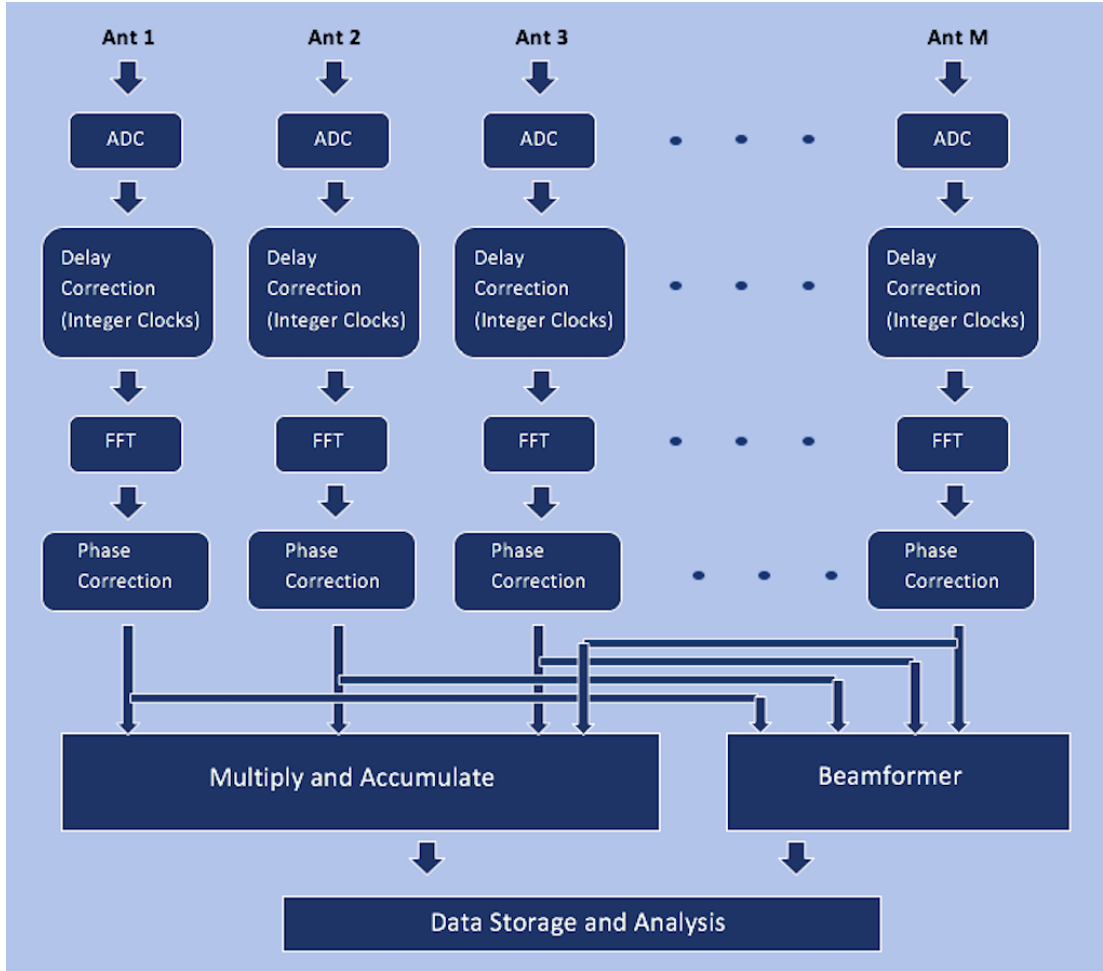 Ant 1 Ant 2 Ant 3 Ant M
ADC ADC ADC ADC
Delay Delay Delay Delay
Correction Correction Correction Correction
(Integer Clocks) (Integer Clocks) (Integer Clocks) (Integer Clocks)
FFT FFT FFT FFT
Phase Phase Phase Phase
Correction Correction Correction Correction
Multiply and Accumulate Beamformer
Data Storage and Analysis